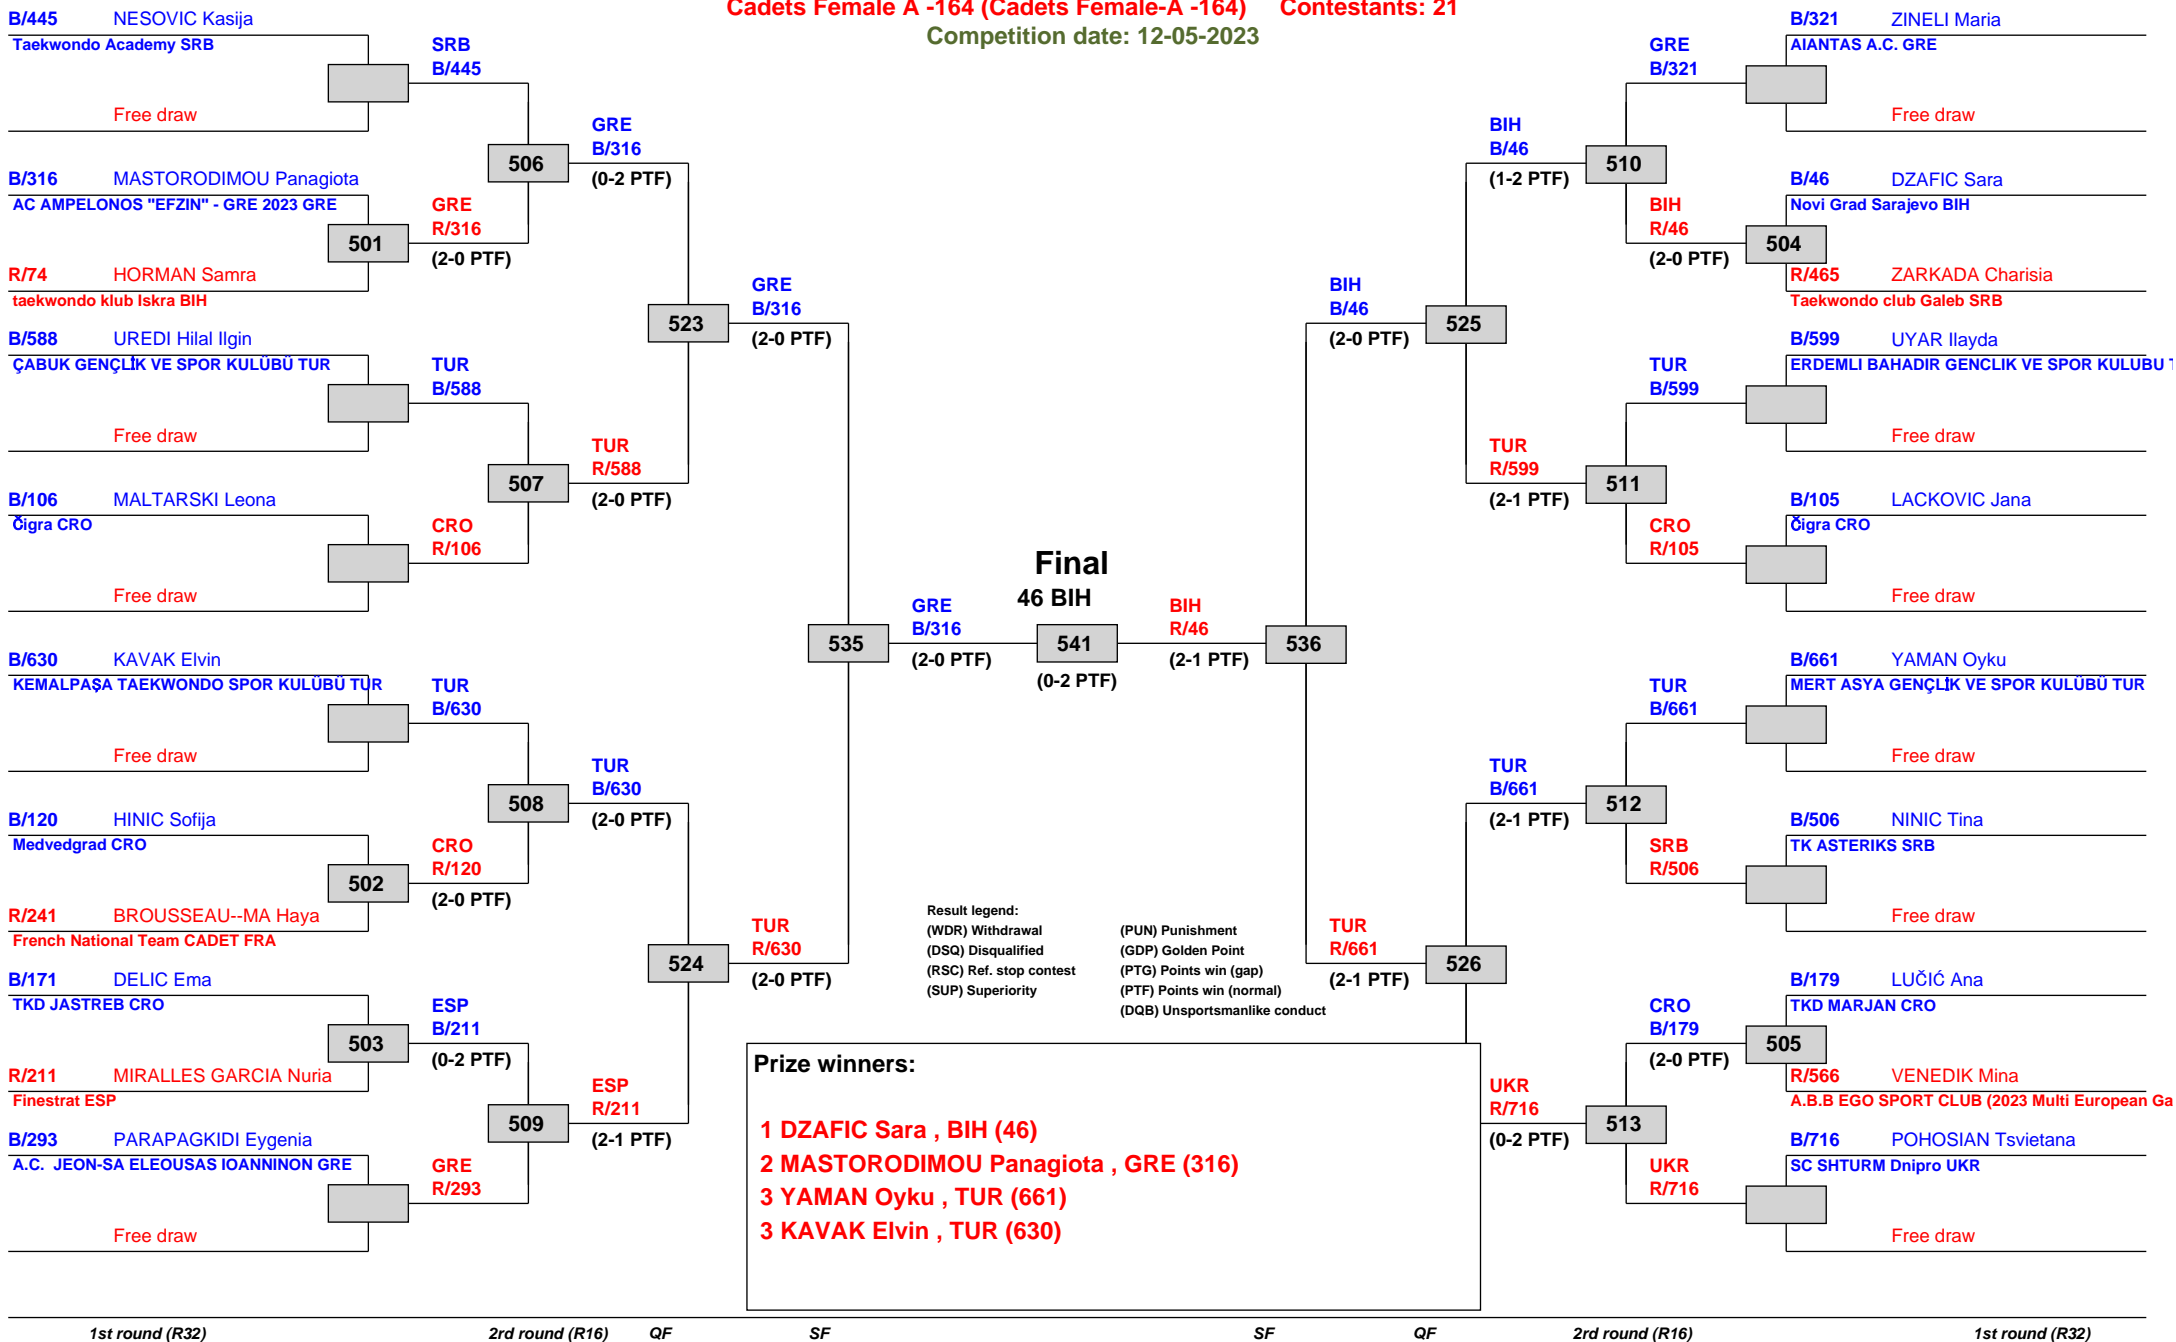 Cadets Female A -164 (Cadets Female-A -164) Contestants: 21
Competition date: 12-05-2023
B/445 NESOVIC Kasija
Taekwondo Academy SRB
Free draw
B/316 MASTORODIMOU Panagiota
AC AMPELONOS "EFZIN" - GRE 2023 GRE
501
R/74 HORMAN Samra
taekwondo klub Iskra BIH
B/588 UREDI Hilal Ilgin
ÇABUK GENÇLİK VE SPOR KULÜBÜ TUR
Free draw
B/106 MALTARSKI Leona
Čigra CRO
Free draw
B/630 KAVAK Elvin
KEMALPAŞA TAEKWONDO SPOR KULÜBÜ TUR
Free draw
B/120 HINIC Sofija
Medvedgrad CRO
502
R/241 BROUSSEAU--MA Haya
French National Team CADET FRA
B/171 DELIC Ema
TKD JASTREB CRO
503
R/211 MIRALLES GARCIA Nuria
Finestrat ESP
B/293 PARAPAGKIDI Eygenia
A.C. JEON-SA ELEOUSAS IOANNINON GRE
Free draw
SRB
B/445
506
GRE
R/316
(2-0 PTF)
TUR
B/588
507
CRO
R/106
TUR
B/630
508
CRO
R/120
(2-0 PTF)
ESP
B/211
(0-2 PTF)
509
GRE
R/293
GRE
B/316
(0-2 PTF)
523
TUR
R/588
(2-0 PTF)
TUR
B/630
(2-0 PTF)
524
ESP
R/211
(2-1 PTF)
GRE
B/316
(2-0 PTF)
535
TUR
R/630
(2-0 PTF)
GRE
B/316
(2-0 PTF)
Final
46 BIH
541
(0-2 PTF)
BIH
R/46
(2-1 PTF)
BIH
B/46
(2-0 PTF)
536
TUR
R/661
(2-1 PTF)
BIH
B/46
(1-2 PTF)
525
TUR
R/599
(2-1 PTF)
TUR
B/661
(2-1 PTF)
526
UKR
R/716
(0-2 PTF)
GRE
B/321
510
BIH
R/46
(2-0 PTF)
TUR
B/599
511
CRO
R/105
TUR
B/661
512
SRB
R/506
CRO
B/179
(2-0 PTF)
513
UKR
R/716
B/321 ZINELI Maria
AIANTAS A.C. GRE
Free draw
B/46 DZAFIC Sara
Novi Grad Sarajevo BIH
504
R/465 ZARKADA Charisia
Taekwondo club Galeb SRB
B/599 UYAR Ilayda
ERDEMLI BAHADIR GENCLIK VE SPOR KULUBU T
Free draw
B/105 LACKOVIC Jana
Čigra CRO
Free draw
B/661 YAMAN Oyku
MERT ASYA GENÇLİK VE SPOR KULÜBÜ TUR
Free draw
B/506 NINIC Tina
TK ASTERIKS SRB
Free draw
B/179 LUČIĆ Ana
TKD MARJAN CRO
505
R/566 VENEDIK Mina
A.B.B EGO SPORT CLUB (2023 Multi European Ga
B/716 POHOSIAN Tsvietana
SC SHTURM Dnipro UKR
Free draw
Result legend:
(WDR) Withdrawal (PUN) Punishment
(DSQ) Disqualified (GDP) Golden Point
(RSC) Ref. stop contest (PTG) Points win (gap)
(SUP) Superiority (PTF) Points win (normal)
(DQB) Unsportsmanlike conduct
Prize winners:
1 DZAFIC Sara , BIH (46)
2 MASTORODIMOU Panagiota , GRE (316)
3 YAMAN Oyku , TUR (661)
3 KAVAK Elvin , TUR (630)
1st round (R32) 2rd round (R16) QF SF SF QF 2rd round (R16) 1st round (R32)